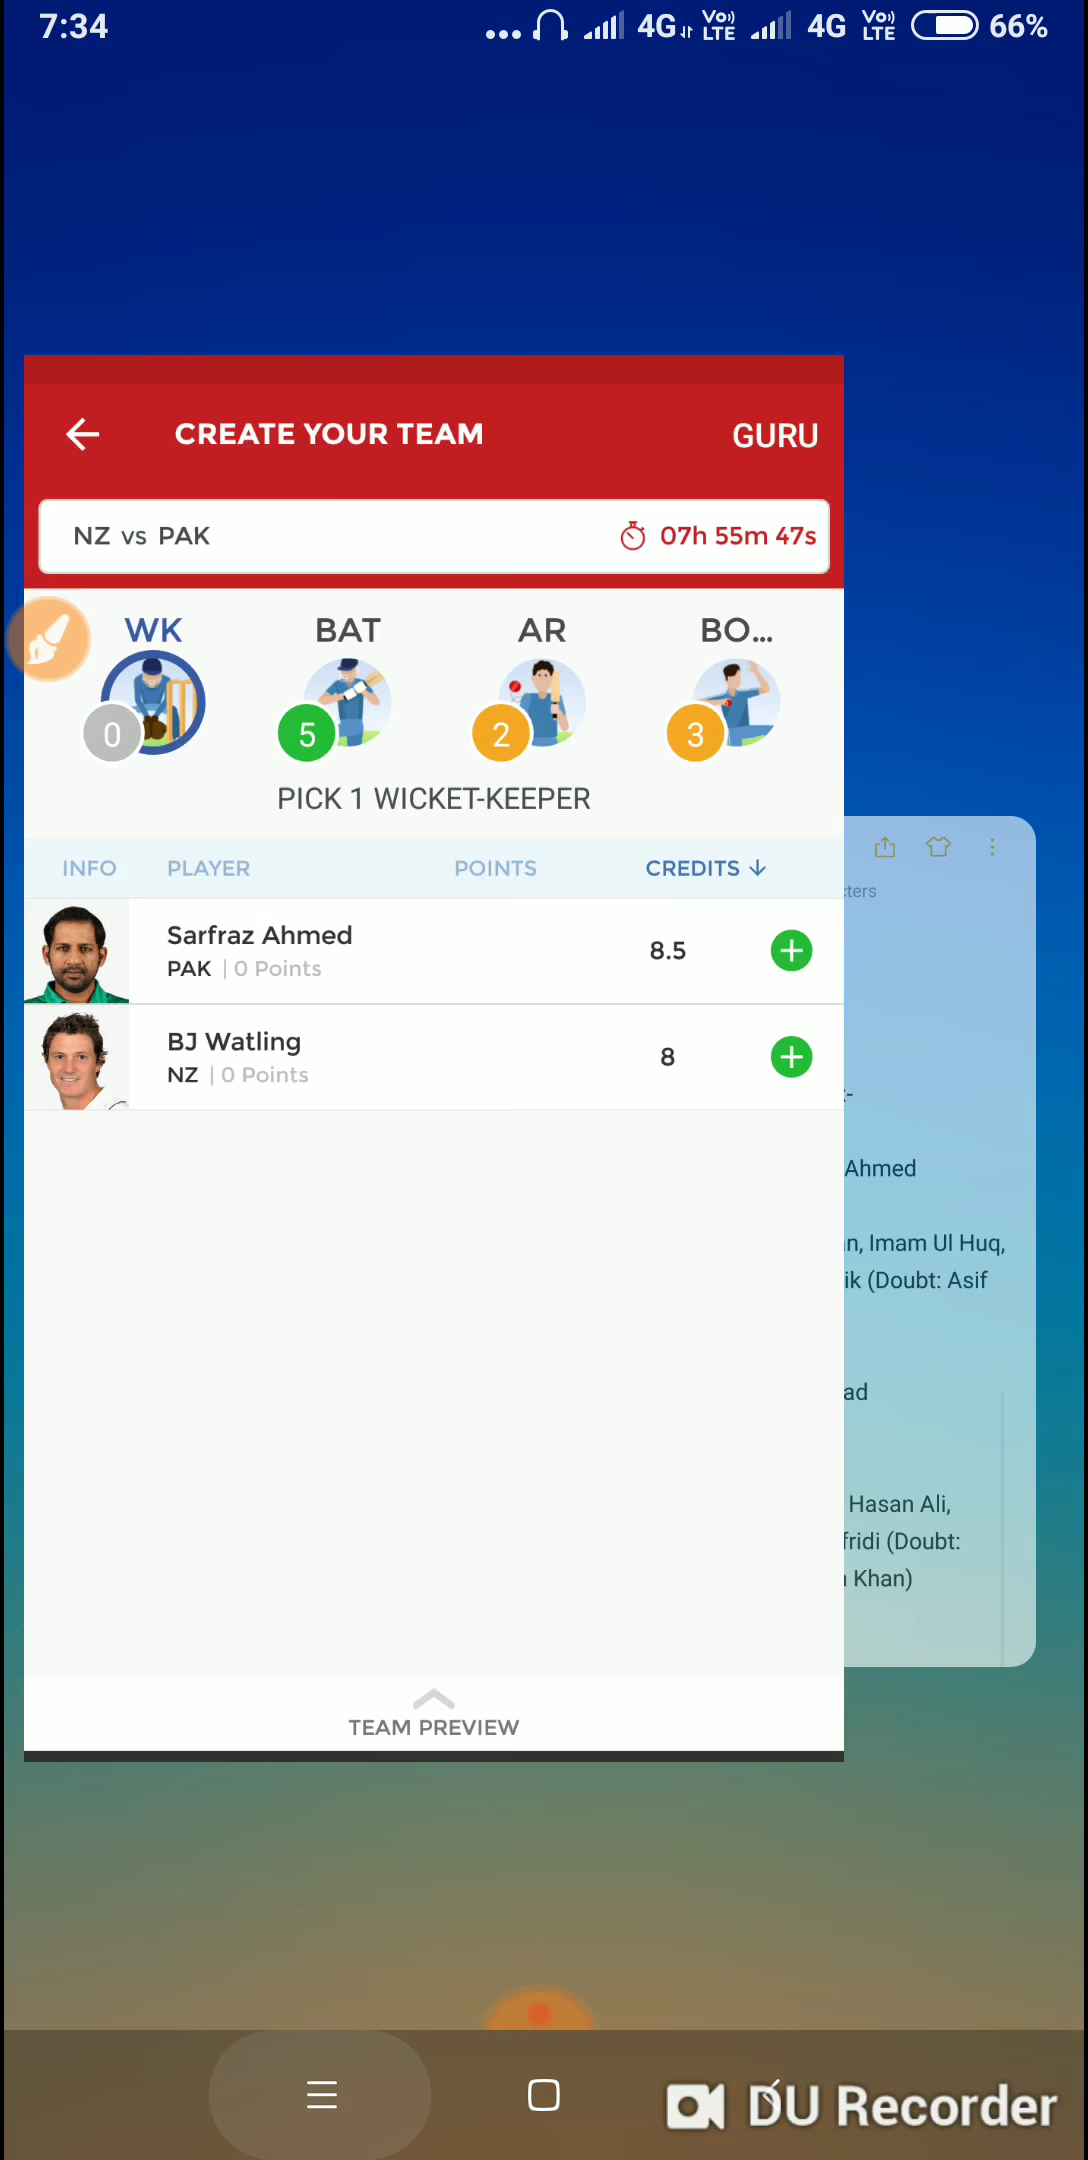 7:34
4G VoLTE 4G VoLTE 66%
CREATE YOUR TEAM GURU
NZ vs PAK 07h 55m 47s
WK BAT AR BO...
0 5 2 3
PICK 1 WICKET-KEEPER
INFO PLAYER POINTS CREDITS
Sarfraz Ahmed 8.5
PAK | 0 Points
BJ Watling 8
NZ | 0 Points
TEAM PREVIEW
Ahmed
Imam Ul Huq,
(Doubt: Asif
Hasan Ali,
(Doubt:
Khan)
DU Recorder